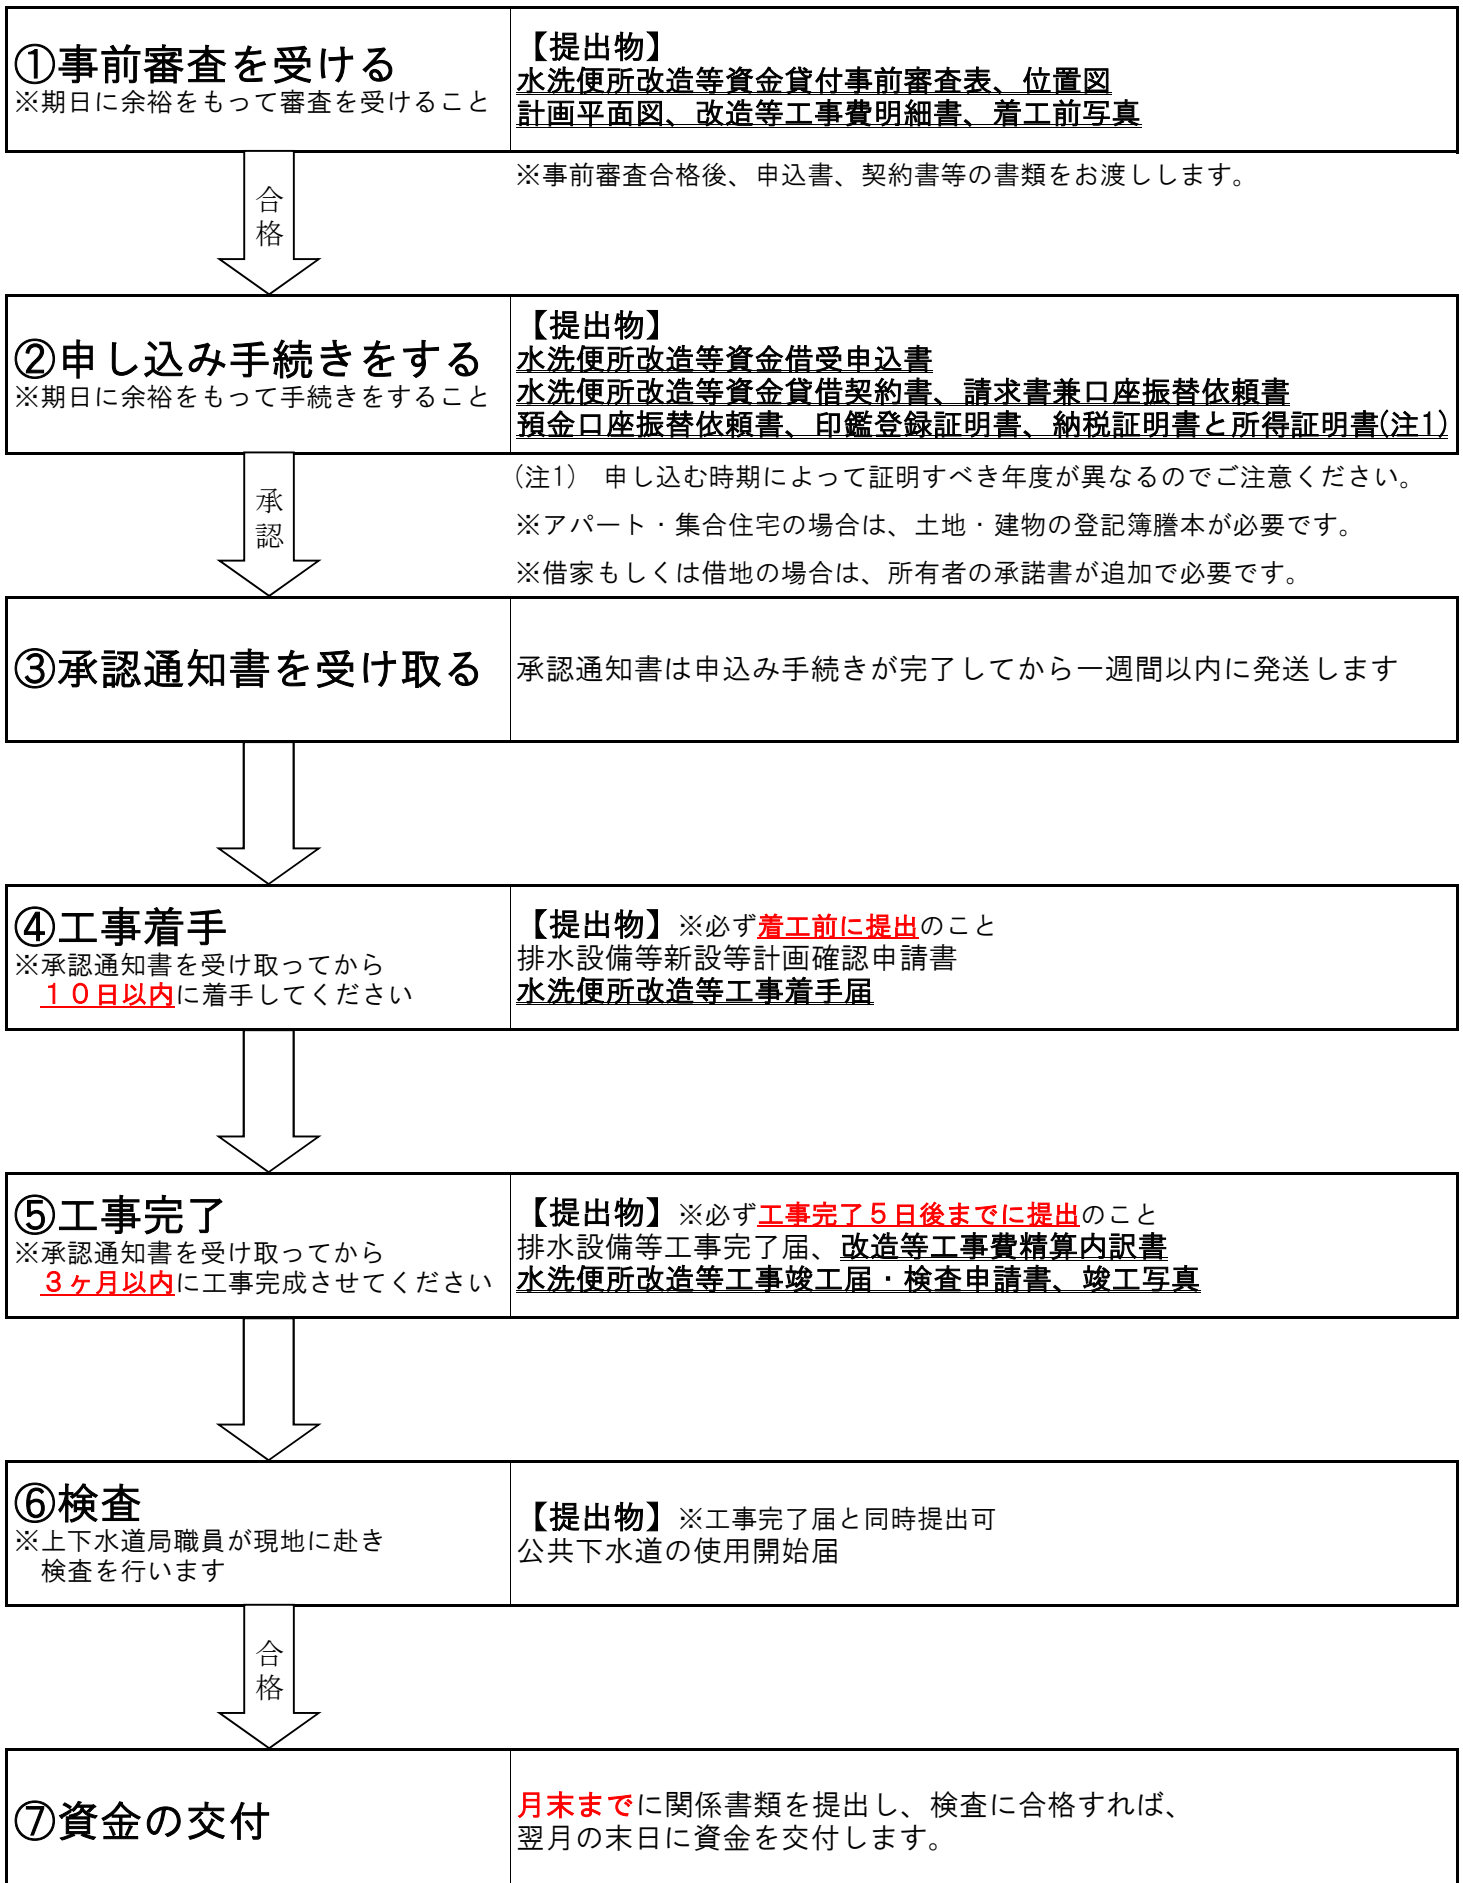 ①事前審査を受ける
※期日に余裕をもって審査を受けること
【提出物】
水洗便所改造等資金貸付事前審査表、位置図
計画平面図、改造等工事費明細書、着工前写真
合格
※事前審査合格後、申込書、契約書等の書類をお渡しします。
②申し込み手続きをする
※期日に余裕をもって手続きをすること
【提出物】
水洗便所改造等資金借受申込書
水洗便所改造等資金貸借契約書、請求書兼口座振替依頼書
預金口座振替依頼書、印鑑登録証明書、納税証明書と所得証明書(注1)
承認
(注1)　申し込む時期によって証明すべき年度が異なるのでご注意ください。
※アパート・集合住宅の場合は、土地・建物の登記簿謄本が必要です。
※借家もしくは借地の場合は、所有者の承諾書が追加で必要です。
③承認通知書を受け取る
承認通知書は申込み手続きが完了してから一週間以内に発送します
④工事着手
※承認通知書を受け取ってから
１０日以内に着手してください
【提出物】※必ず着工前に提出のこと
排水設備等新設等計画確認申請書
水洗便所改造等工事着手届
⑤工事完了
※承認通知書を受け取ってから
３ヶ月以内に工事完成させてください
【提出物】※必ず工事完了５日後までに提出のこと
排水設備等工事完了届、改造等工事費精算内訳書
水洗便所改造等工事竣工届・検査申請書、竣工写真
⑥検査
※上下水道局職員が現地に赴き
検査を行います
【提出物】※工事完了届と同時提出可
公共下水道の使用開始届
合格
⑦資金の交付
月末までに関係書類を提出し、検査に合格すれば、
翌月の末日に資金を交付します。